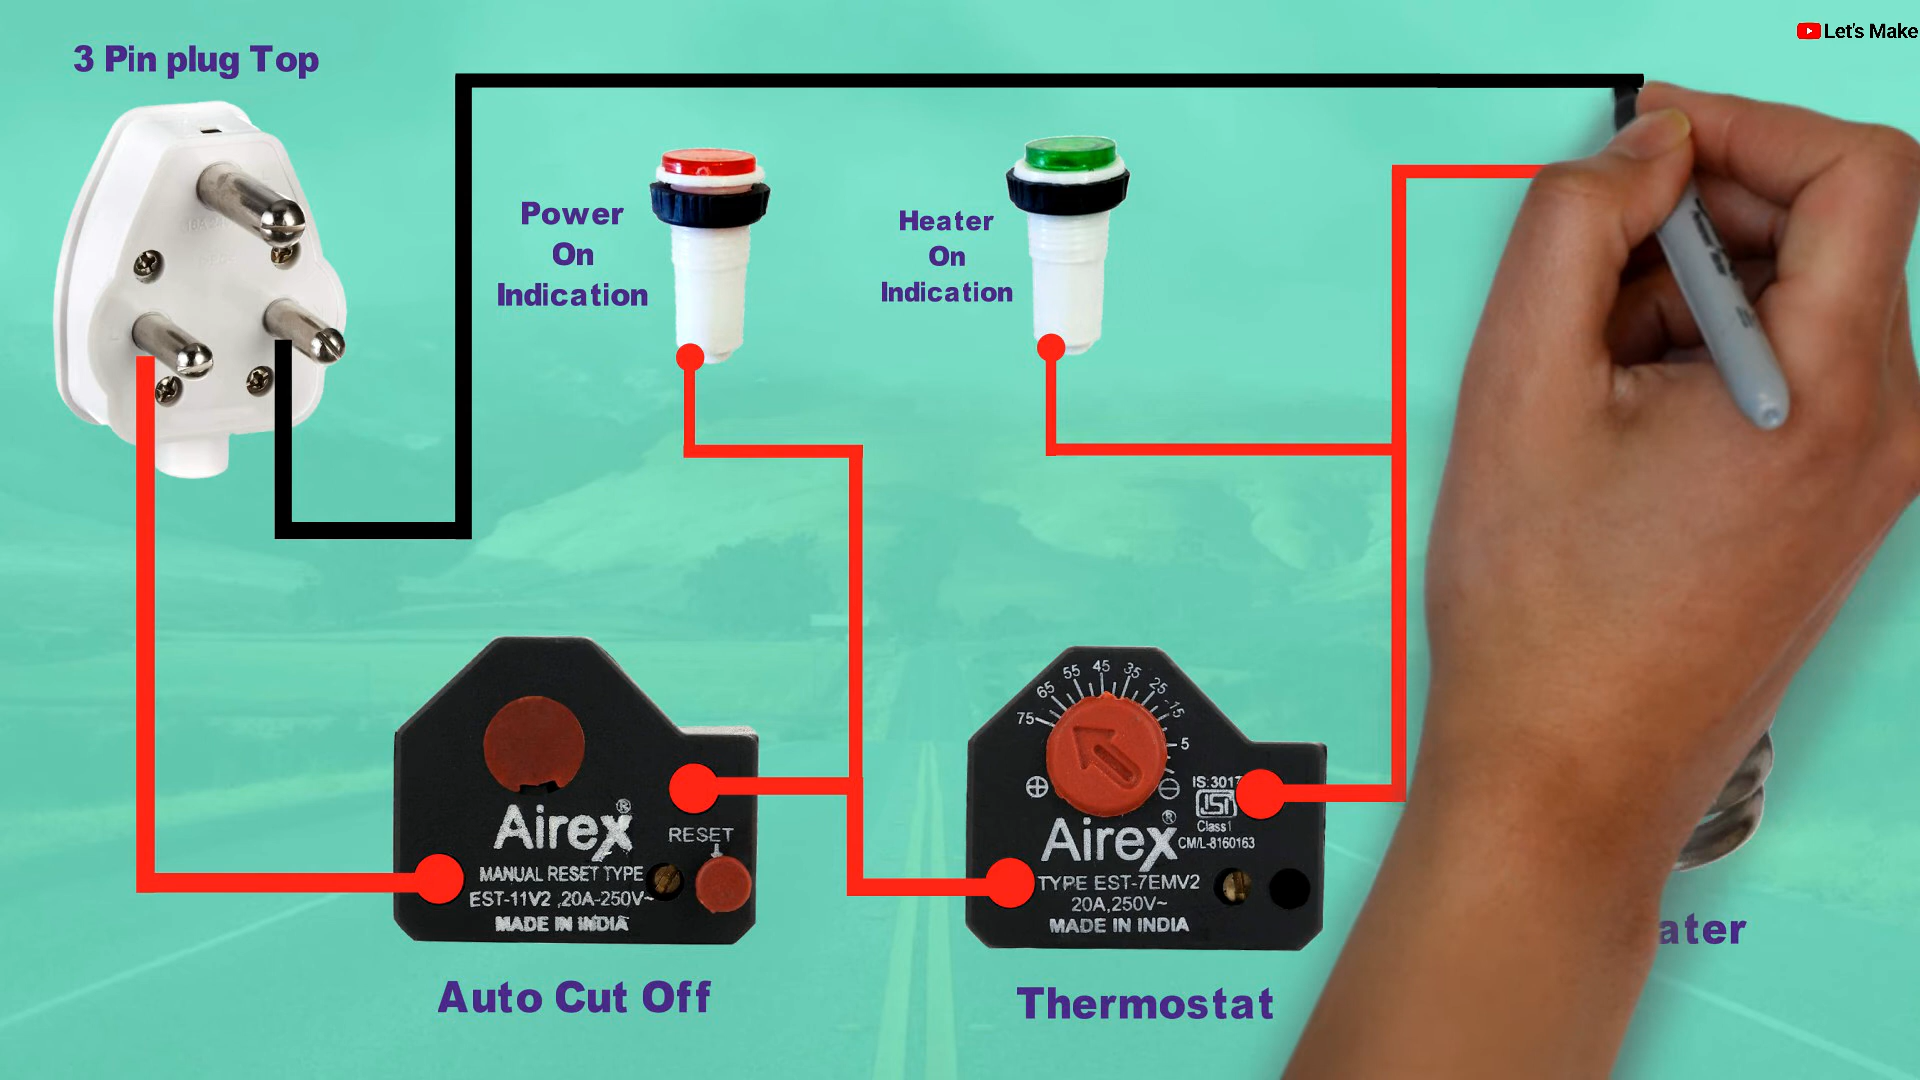 Let's Make
3 Pin plug Top
Power
On
Indication
Heater
On
Indication
Airex®
RESET
MANUAL RESET TYPE
EST-11V2 ,20A-250V~
MADE IN INDIA
Auto Cut Off
75 65 55 45 35 25 15 5
IS:3017
ISI
Class1
CM/L-8160163
Airex®
TYPE EST-7EMV2
20A,250V~
MADE IN INDIA
Thermostat
ater